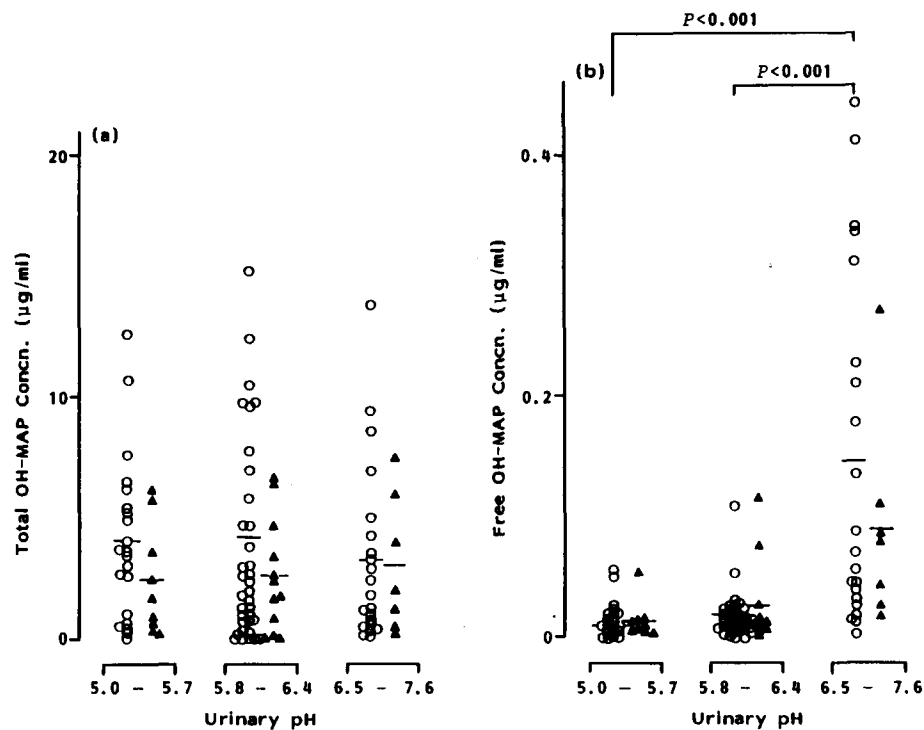 P<0.001
(b)
P<0.001
(a)
20
10
0
Total OH-MAP Concn. (µg/ml)
5.0 – 5.7
5.8 – 6.4
6.5 – 7.6
Urinary pH
0.4
0.2
0
Free OH-MAP Concn. (µg/ml)
5.0 – 5.7
5.8 – 6.4
6.5 – 7.6
Urinary pH